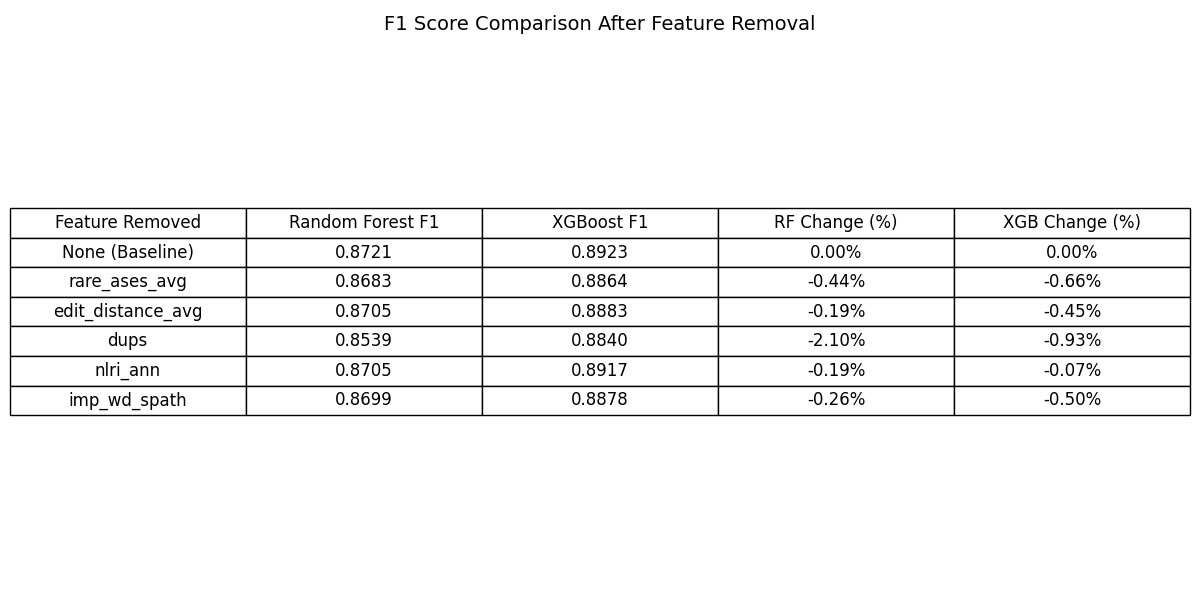 F1 Score Comparison After Feature Removal
Feature Removed Random Forest F1 XGBoost F1 RF Change (%) XGB Change (%)
None (Baseline) 0.8721 0.8923 0.00% 0.00%
rare_ases_avg 0.8683 0.8864 -0.44% -0.66%
edit_distance_avg 0.8705 0.8883 -0.19% -0.45%
dups 0.8539 0.8840 -2.10% -0.93%
nlri_ann 0.8705 0.8917 -0.19% -0.07%
imp_wd_spath 0.8699 0.8878 -0.26% -0.50%